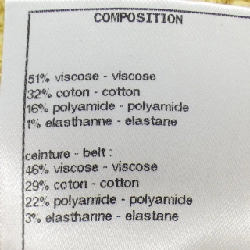 COMPOSITION
51% viscose - viscose
32% coton - cotton
16% polyamide - polyamide
1% elasthanne - elastane
ceinture - belt :
46% viscose - viscose
29% coton - cotton
22% polyamide - polyamide
3% elasthanne - elastane